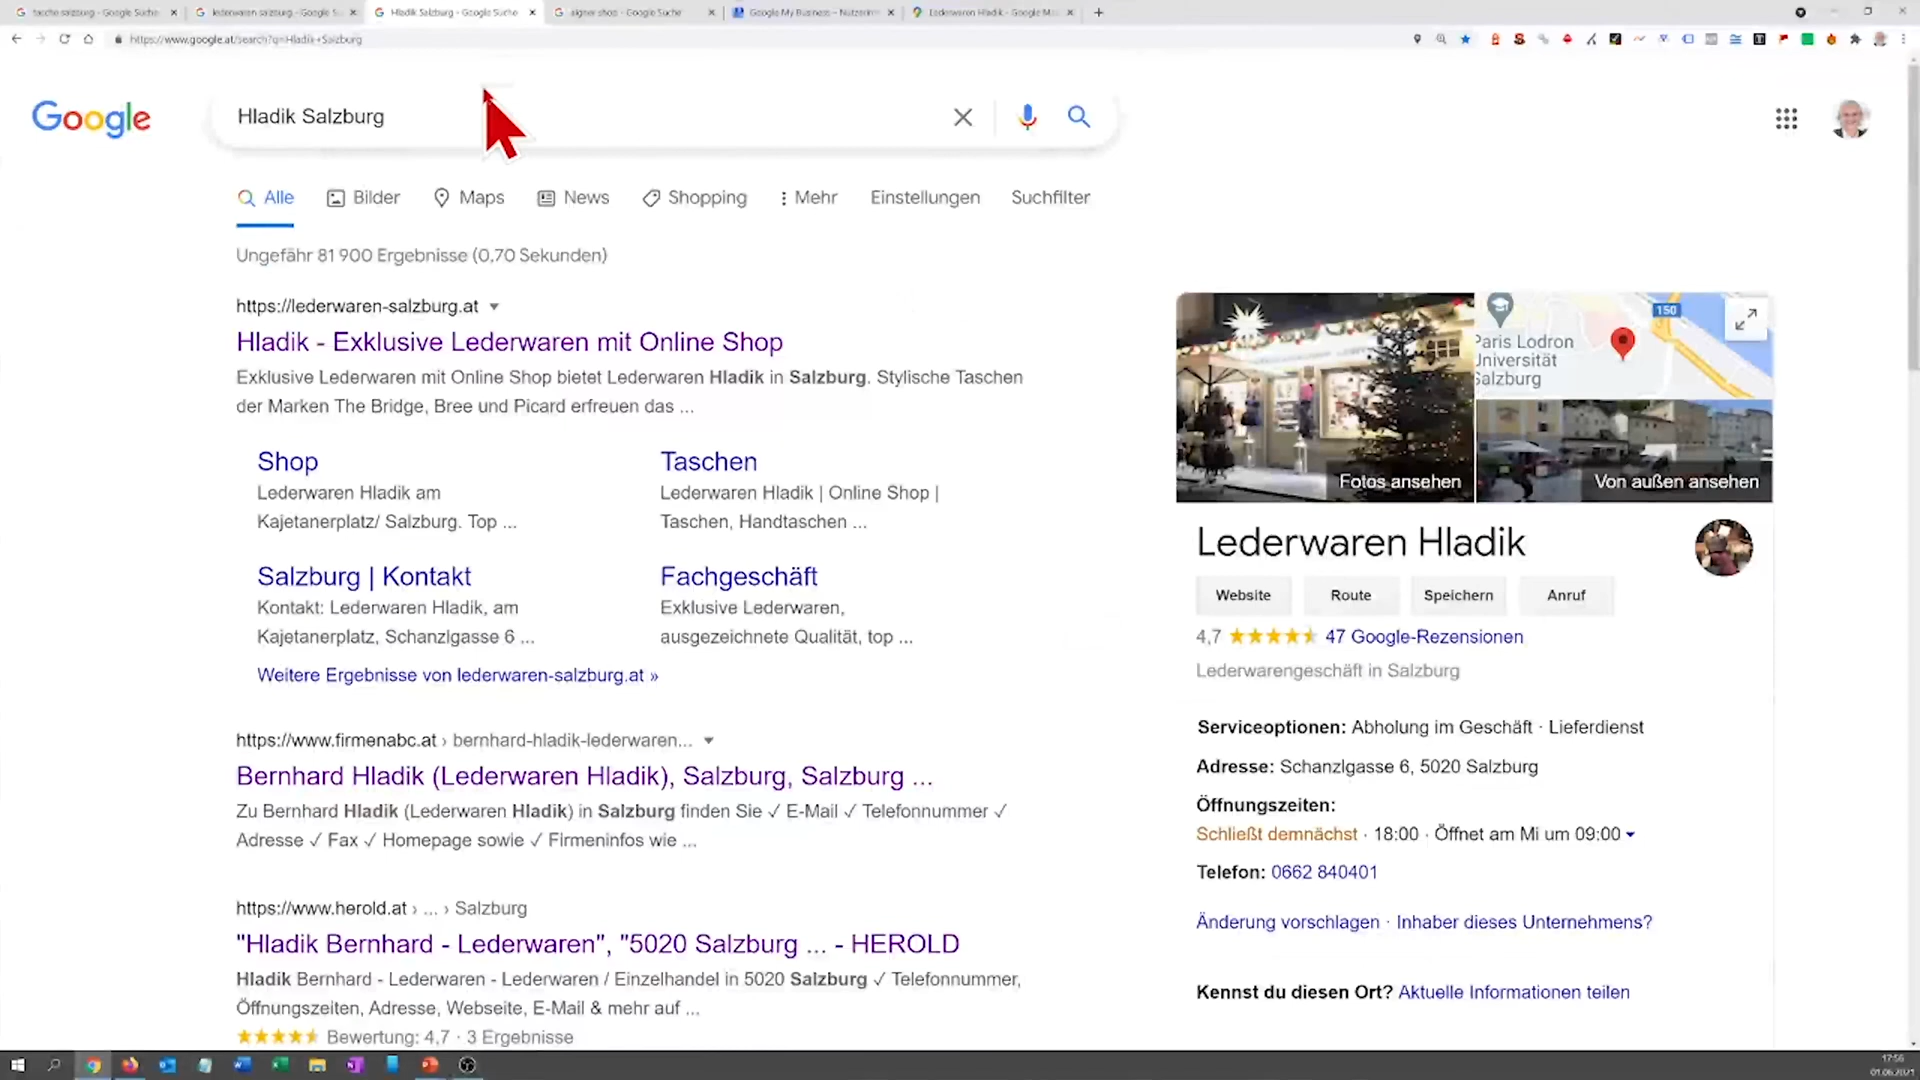 tasche salzburg - Google Suche
lederwaren salzburg - Google S
Hladik Salzburg - Google Suche
aigner shop - Google Suche
Google My Business – Nutzerinn
Lederwaren Hladik - Google M
https://www.google.at/search?q=Hladik+Salzburg
Google
Hladik Salzburg
Alle
Bilder
Maps
News
Shopping
Mehr
Einstellungen
Suchfilter
Ungefähr 81 900 Ergebnisse (0,70 Sekunden)
https://lederwaren-salzburg.at
Hladik - Exklusive Lederwaren mit Online Shop
Exklusive Lederwaren mit Online Shop bietet Lederwaren Hladik in Salzburg. Stylische Taschen
der Marken The Bridge, Bree und Picard erfreuen das ...
Shop
Lederwaren Hladik am
Kajetanerplatz/ Salzburg. Top ...
Taschen
Lederwaren Hladik | Online Shop |
Taschen, Handtaschen ...
Salzburg | Kontakt
Kontakt: Lederwaren Hladik, am
Kajetanerplatz, Schanzlgasse 6 ...
Fachgeschäft
Exklusive Lederwaren,
ausgezeichnete Qualität, top ...
Weitere Ergebnisse von lederwaren-salzburg.at »
https://www.firmenabc.at › bernhard-hladik-lederwaren...
Bernhard Hladik (Lederwaren Hladik), Salzburg, Salzburg ...
Zu Bernhard Hladik (Lederwaren Hladik) in Salzburg finden Sie ✓ E-Mail ✓ Telefonnummer ✓
Adresse ✓ Fax ✓ Homepage sowie ✓ Firmeninfos wie ...
https://www.herold.at › ... › Salzburg
"Hladik Bernhard - Lederwaren", "5020 Salzburg ... - HEROLD
Hladik Bernhard - Lederwaren - Lederwaren / Einzelhandel in 5020 Salzburg ✓ Telefonnummer,
Öffnungszeiten, Adresse, Webseite, E-Mail & mehr auf ...
Bewertung: 4,7 · 3 Ergebnisse
150
Paris Lodron
Universität
Salzburg
Fotos ansehen
Von außen ansehen
Lederwaren Hladik
Website
Route
Speichern
Anruf
4,7
47 Google-Rezensionen
Lederwarengeschäft in Salzburg
Serviceoptionen: Abholung im Geschäft · Lieferdienst
Adresse: Schanzlgasse 6, 5020 Salzburg
Öffnungszeiten:
Schließt demnächst · 18:00 · Öffnet am Mi um 09:00
Telefon: 0662 840401
Änderung vorschlagen · Inhaber dieses Unternehmens?
Kennst du diesen Ort? Aktuelle Informationen teilen
17:56
01.06.2021